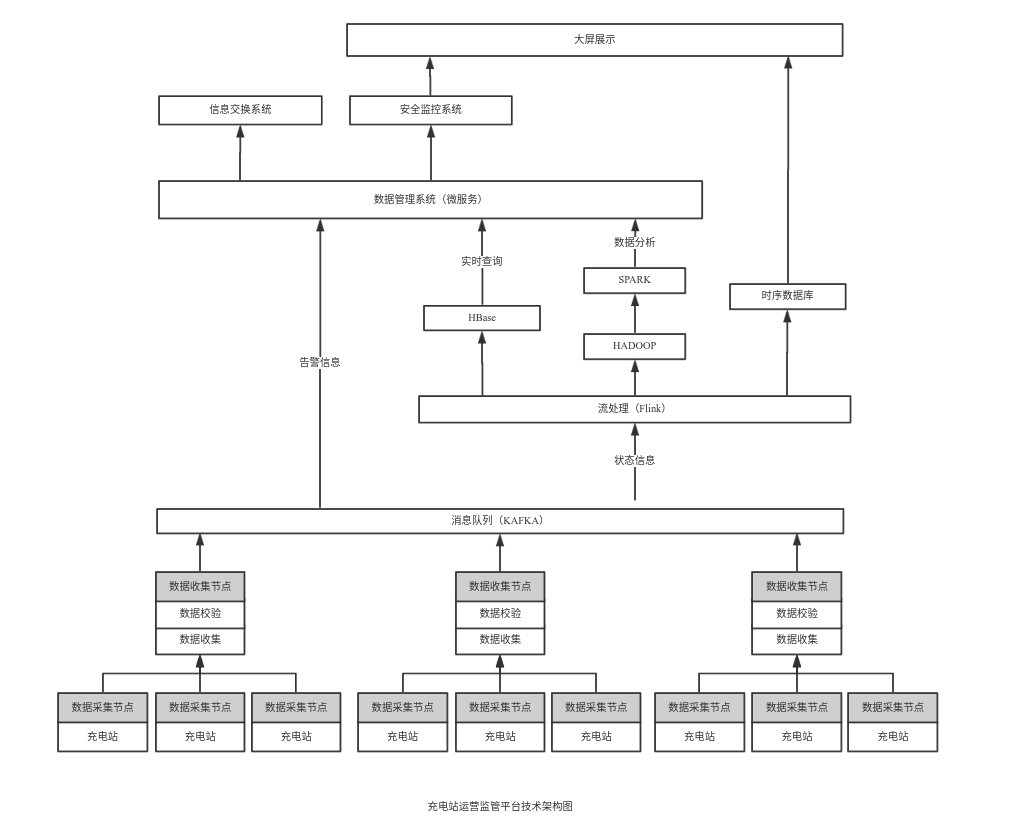 大屏展示
信息交换系统
安全监控系统
数据管理系统（微服务）
数据分析
实时查询
SPARK
时序数据库
HBase
HADOOP
告警信息
流处理（Flink）
状态信息
消息队列（KAFKA）
数据收集节点
数据收集节点
数据收集节点
数据校验
数据校验
数据校验
数据收集
数据收集
数据收集
数据采集节点
数据采集节点
数据采集节点
数据采集节点
数据采集节点
数据采集节点
数据采集节点
数据采集节点
数据采集节点
充电站
充电站
充电站
充电站
充电站
充电站
充电站
充电站
充电站
充电站运营监管平台技术架构图